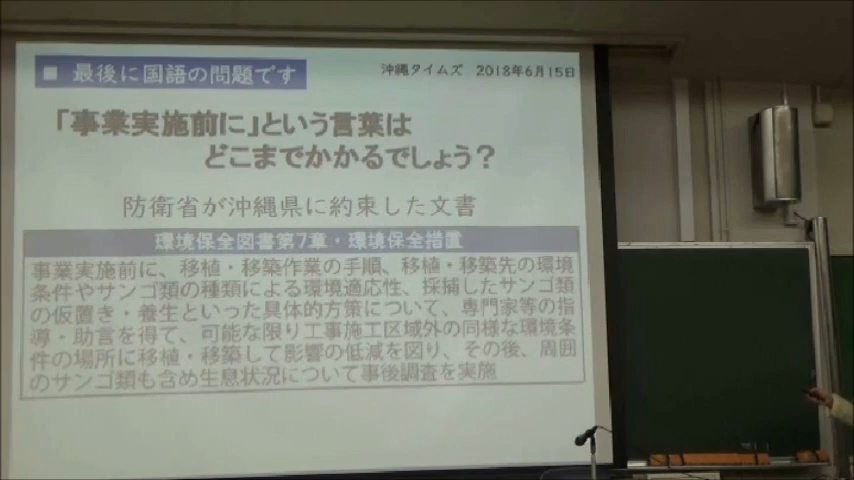 ■ 最後に国語の問題です
沖縄タイムズ 2018年6月15日
「事業実施前に」という言葉は
どこまでかかるでしょう？
防衛省が沖縄県に約束した文書
環境保全図書第7章・環境保全措置
事業実施前に、移植・移築作業の手順、移植・移築先の環境
条件やサンゴ類の種類による環境適応性、採捕したサンゴ類
の仮置き・養生といった具体的方策について、専門家等の指
導・助言を得て、可能な限り工事施工区域外の同様な環境条
件の場所に移植・移築して影響の低減を図り、その後、周囲
のサンゴ類も含め生息状況について事後調査を実施